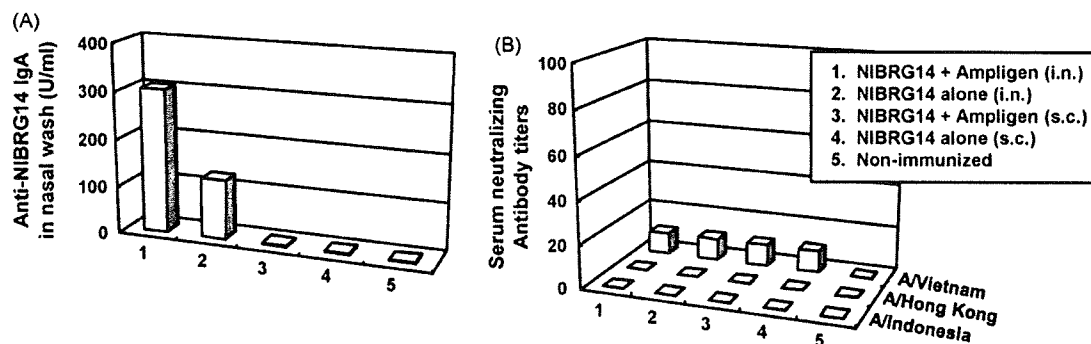 (A)
Anti-NIBRG14 IgA
in nasal wash (U/ml)
400
300
200
100
0
1
2
3
4
5
(B)
Serum neutralizing
Antibody titers
100
80
60
40
20
0
1
2
3
4
5
A/Vietnam
A/Hong Kong
A/Indonesia
1. NIBRG14 + Ampligen (i.n.)
2. NIBRG14 alone (i.n.)
3. NIBRG14 + Ampligen (s.c.)
4. NIBRG14 alone (s.c.)
5. Non-immunized